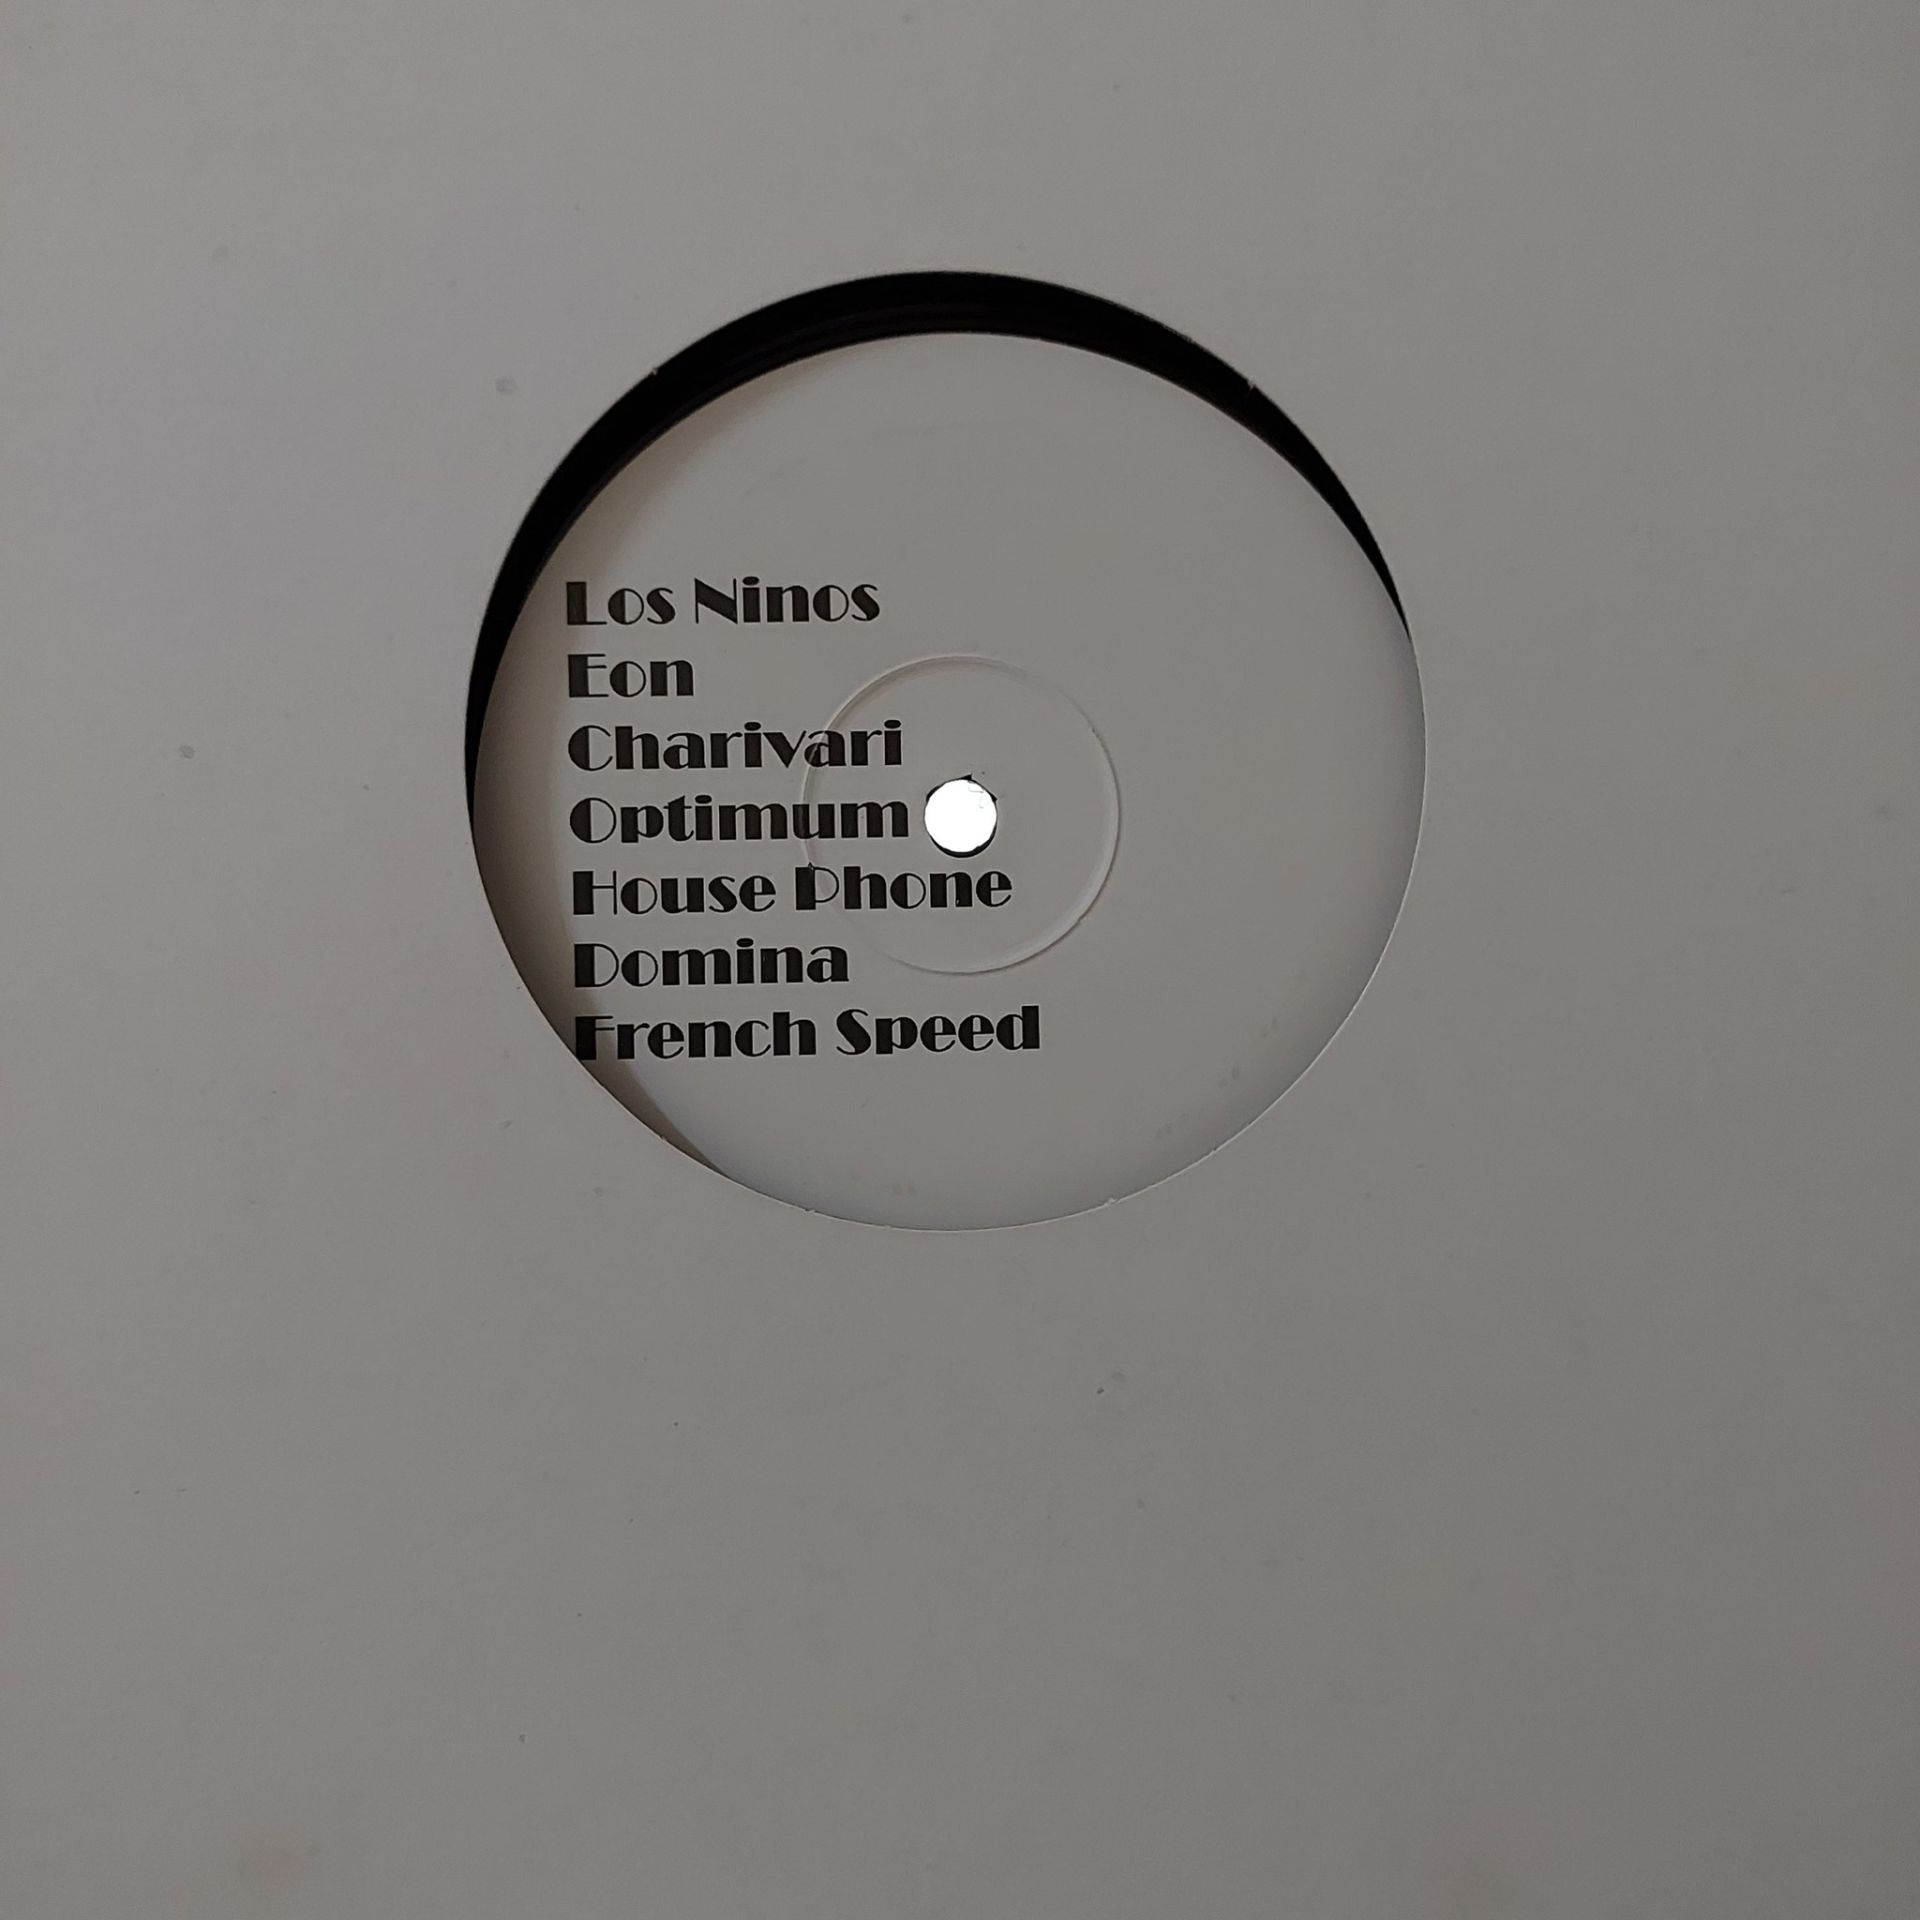 Los Ninos
Eon
Charivari
Optimum
House Phone
Domina
French Speed